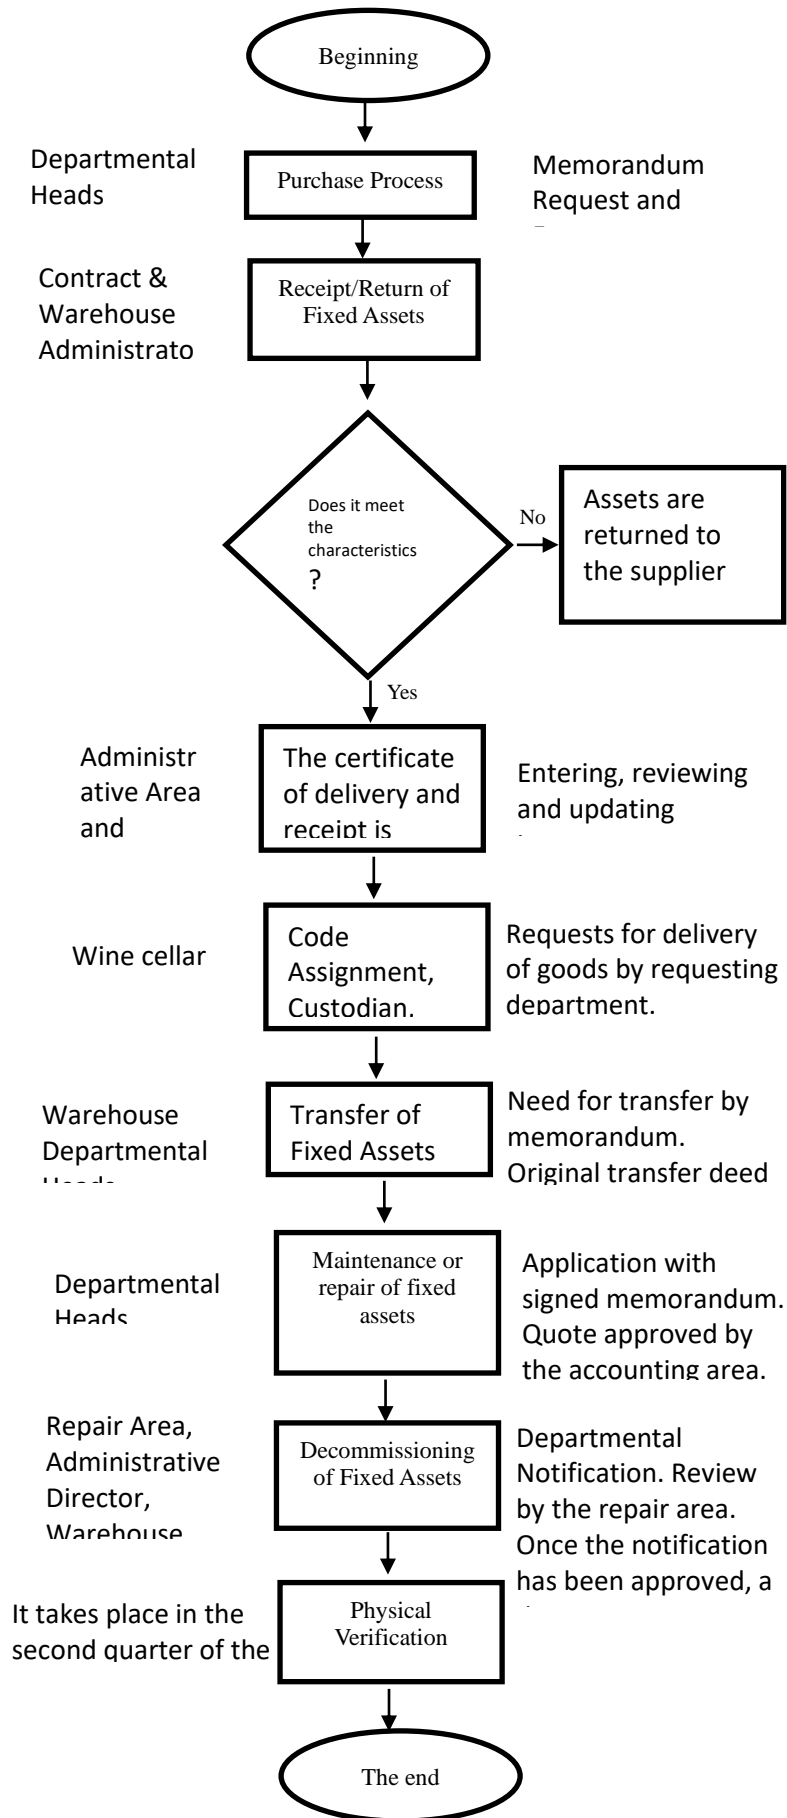 Beginning
Departmental
Heads
Purchase Process
Memorandum
Request and
Contract &
Warehouse
Administrato
Receipt/Return of
Fixed Assets
Does it meet
the
characteristics
?
No
Assets are
returned to
the supplier
Yes
Administr
ative Area
and
The certificate
of delivery and
receipt is
Entering, reviewing
and updating
Wine cellar
Code
Assignment,
Custodian.
Requests for delivery
of goods by requesting
department.
Warehouse
Departmental
Heads
Transfer of
Fixed Assets
Need for transfer by
memorandum.
Original transfer deed
Departmental
Heads
Maintenance or
repair of fixed
assets
Application with
signed memorandum.
Quote approved by
the accounting area.
Repair Area,
Administrative
Director,
Warehouse
Decommissioning
of Fixed Assets
Departmental
Notification. Review
by the repair area.
Once the notification
has been approved, a
It takes place in the
second quarter of the
Physical
Verification
The end